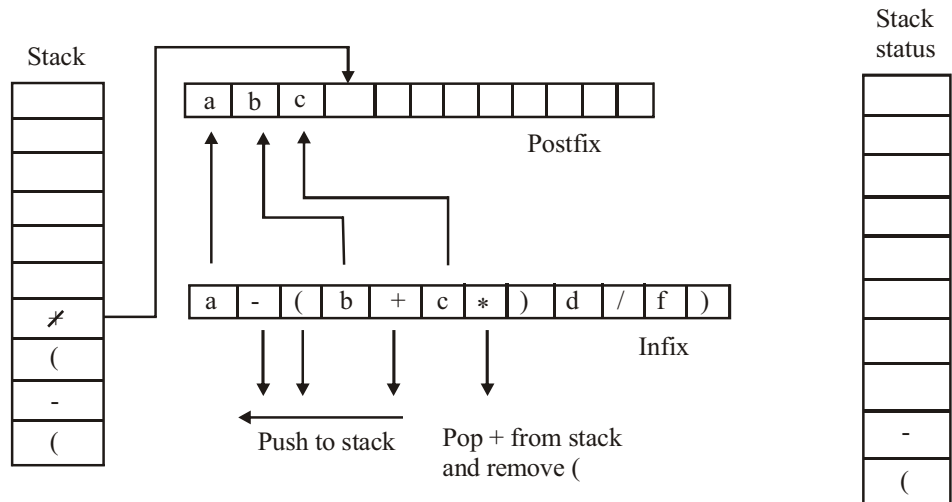 Stack
status
Stack
a b c
Postfix
a - ( b + c * ) d / f )
Infix
+
(
-
(
Push to stack
Pop + from stack
and remove (
-
(